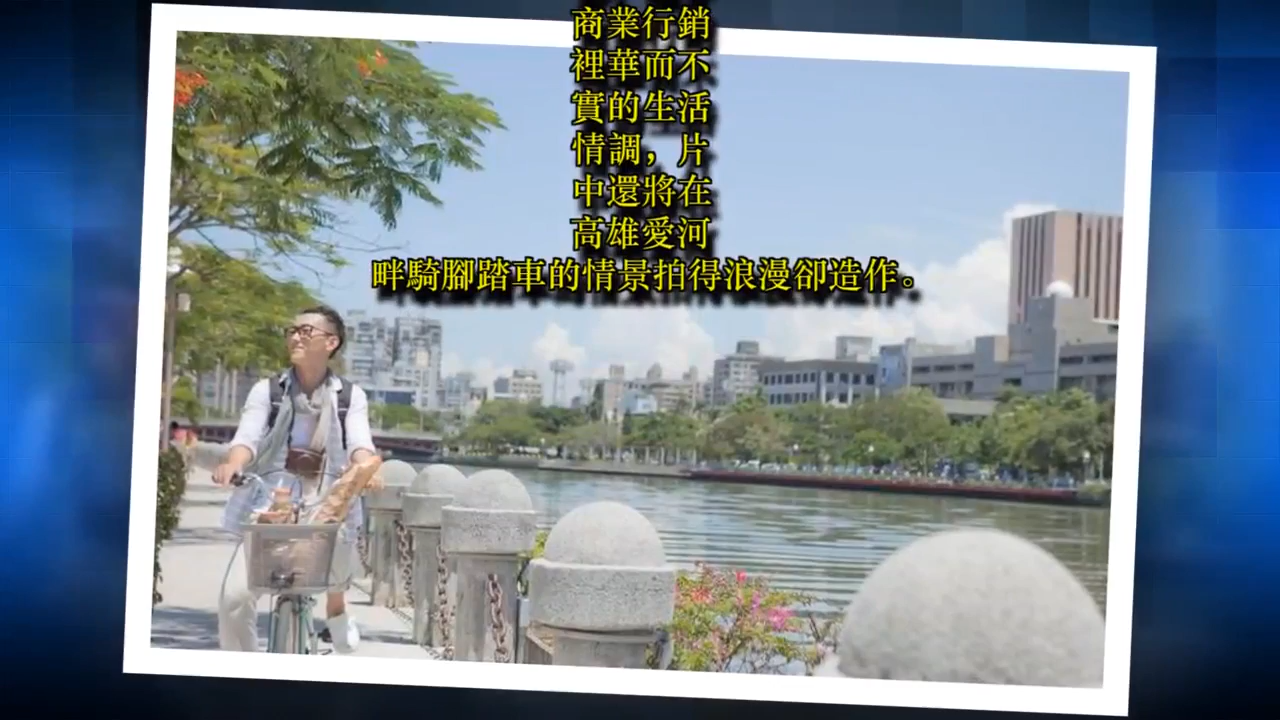 商業行銷
裡華而不
實的生活
情調，片
中還將在
高雄愛河
畔騎腳踏車的情景拍得浪漫卻造作。